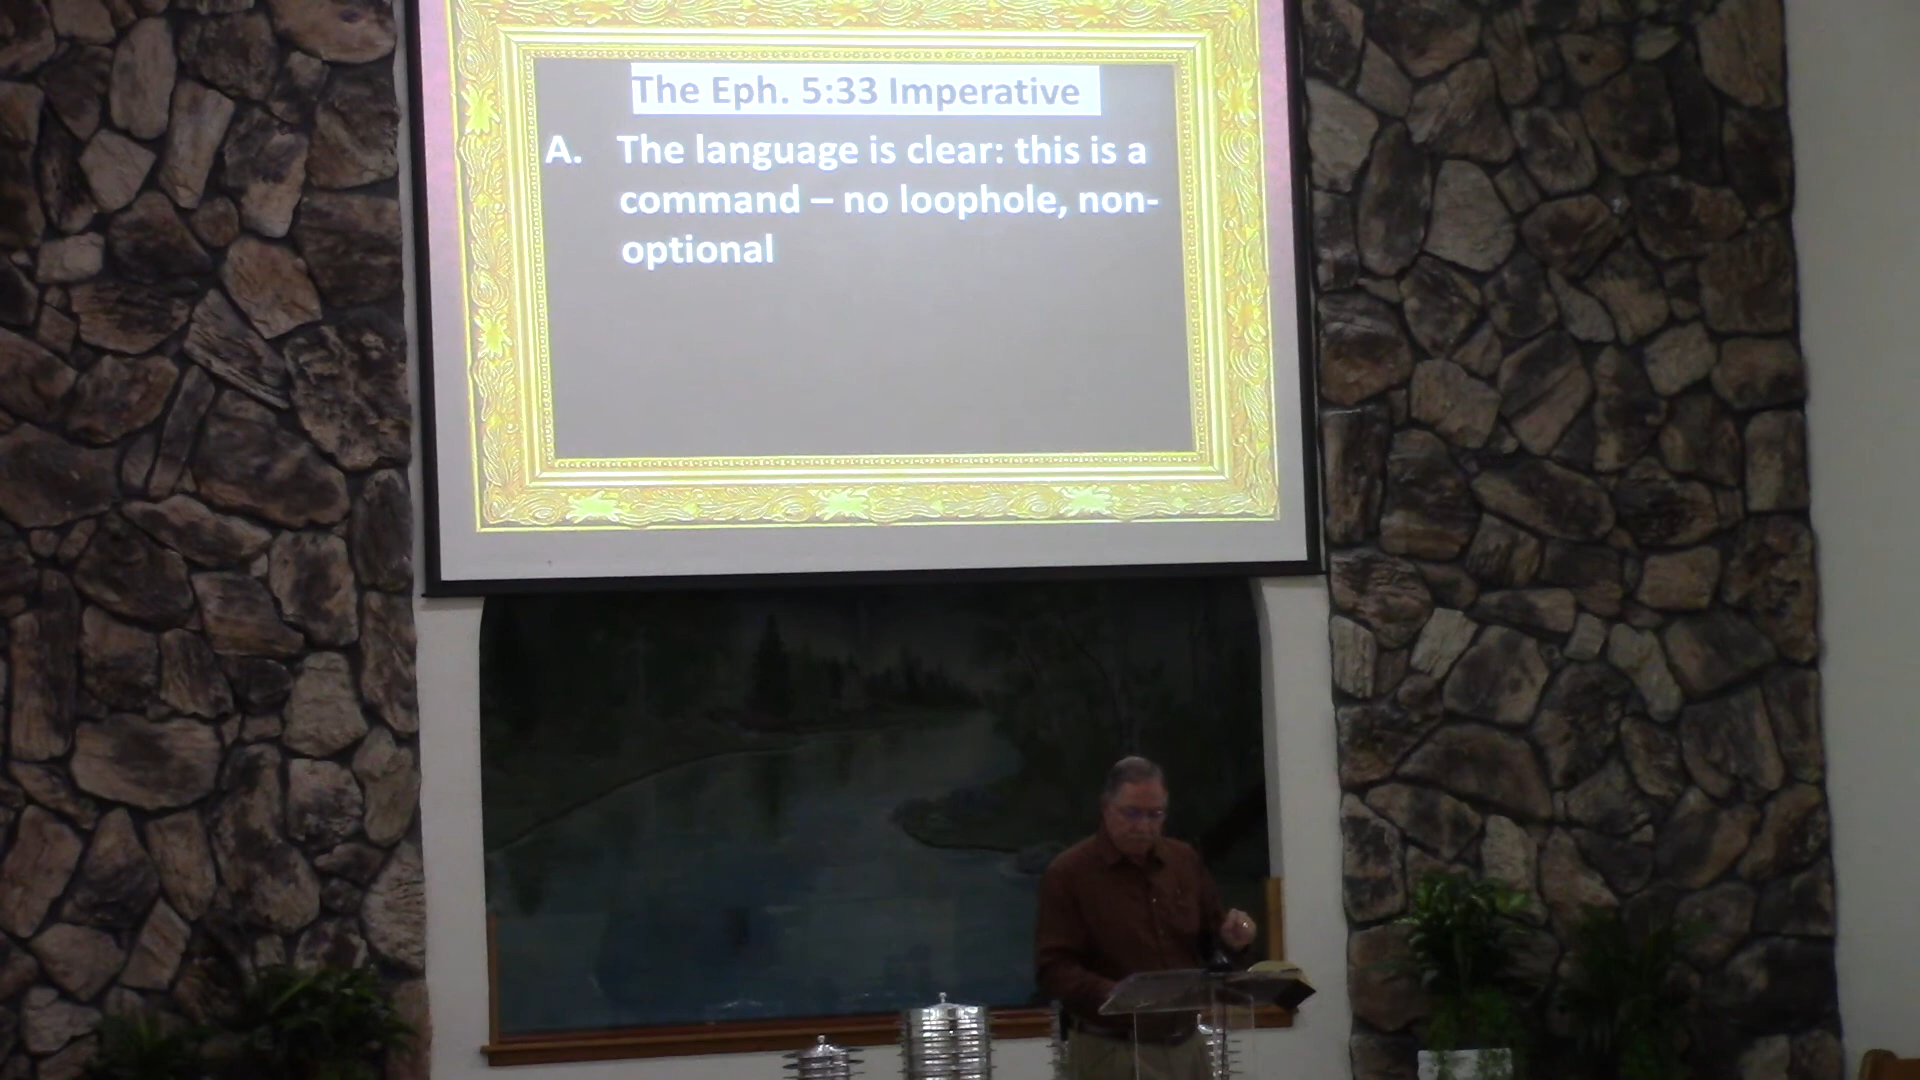 The Eph. 5:33 Imperative
A. The language is clear: this is a
command – no loophole, non-
optional